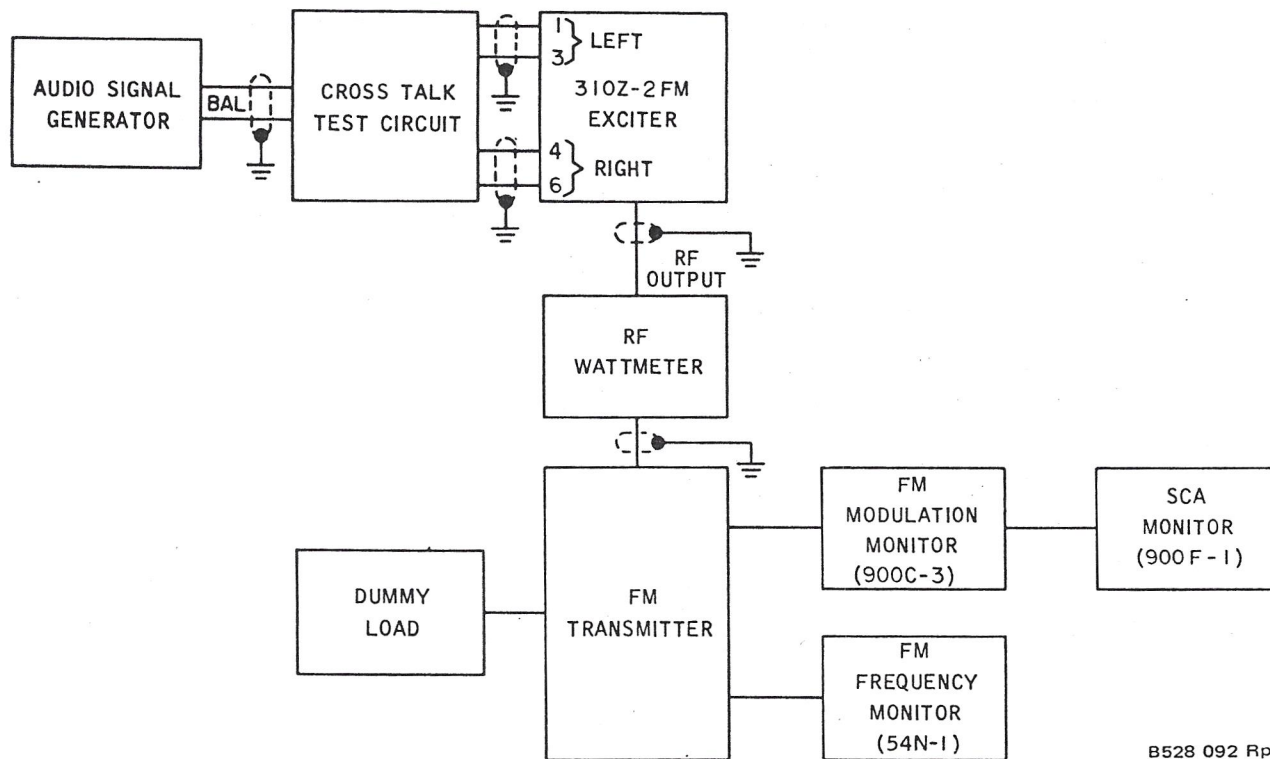 AUDIO SIGNAL
GENERATOR
BAL
CROSS TALK
TEST CIRCUIT
1
3
LEFT
310Z-2 FM
EXCITER
4
6
RIGHT
RF
OUTPUT
RF
WATTMETER
FM
TRANSMITTER
DUMMY
LOAD
FM
MODULATION
MONITOR
(900C-3)
SCA
MONITOR
(900F-1)
FM
FREQUENCY
MONITOR
(54N-1)
B528 092 Rp